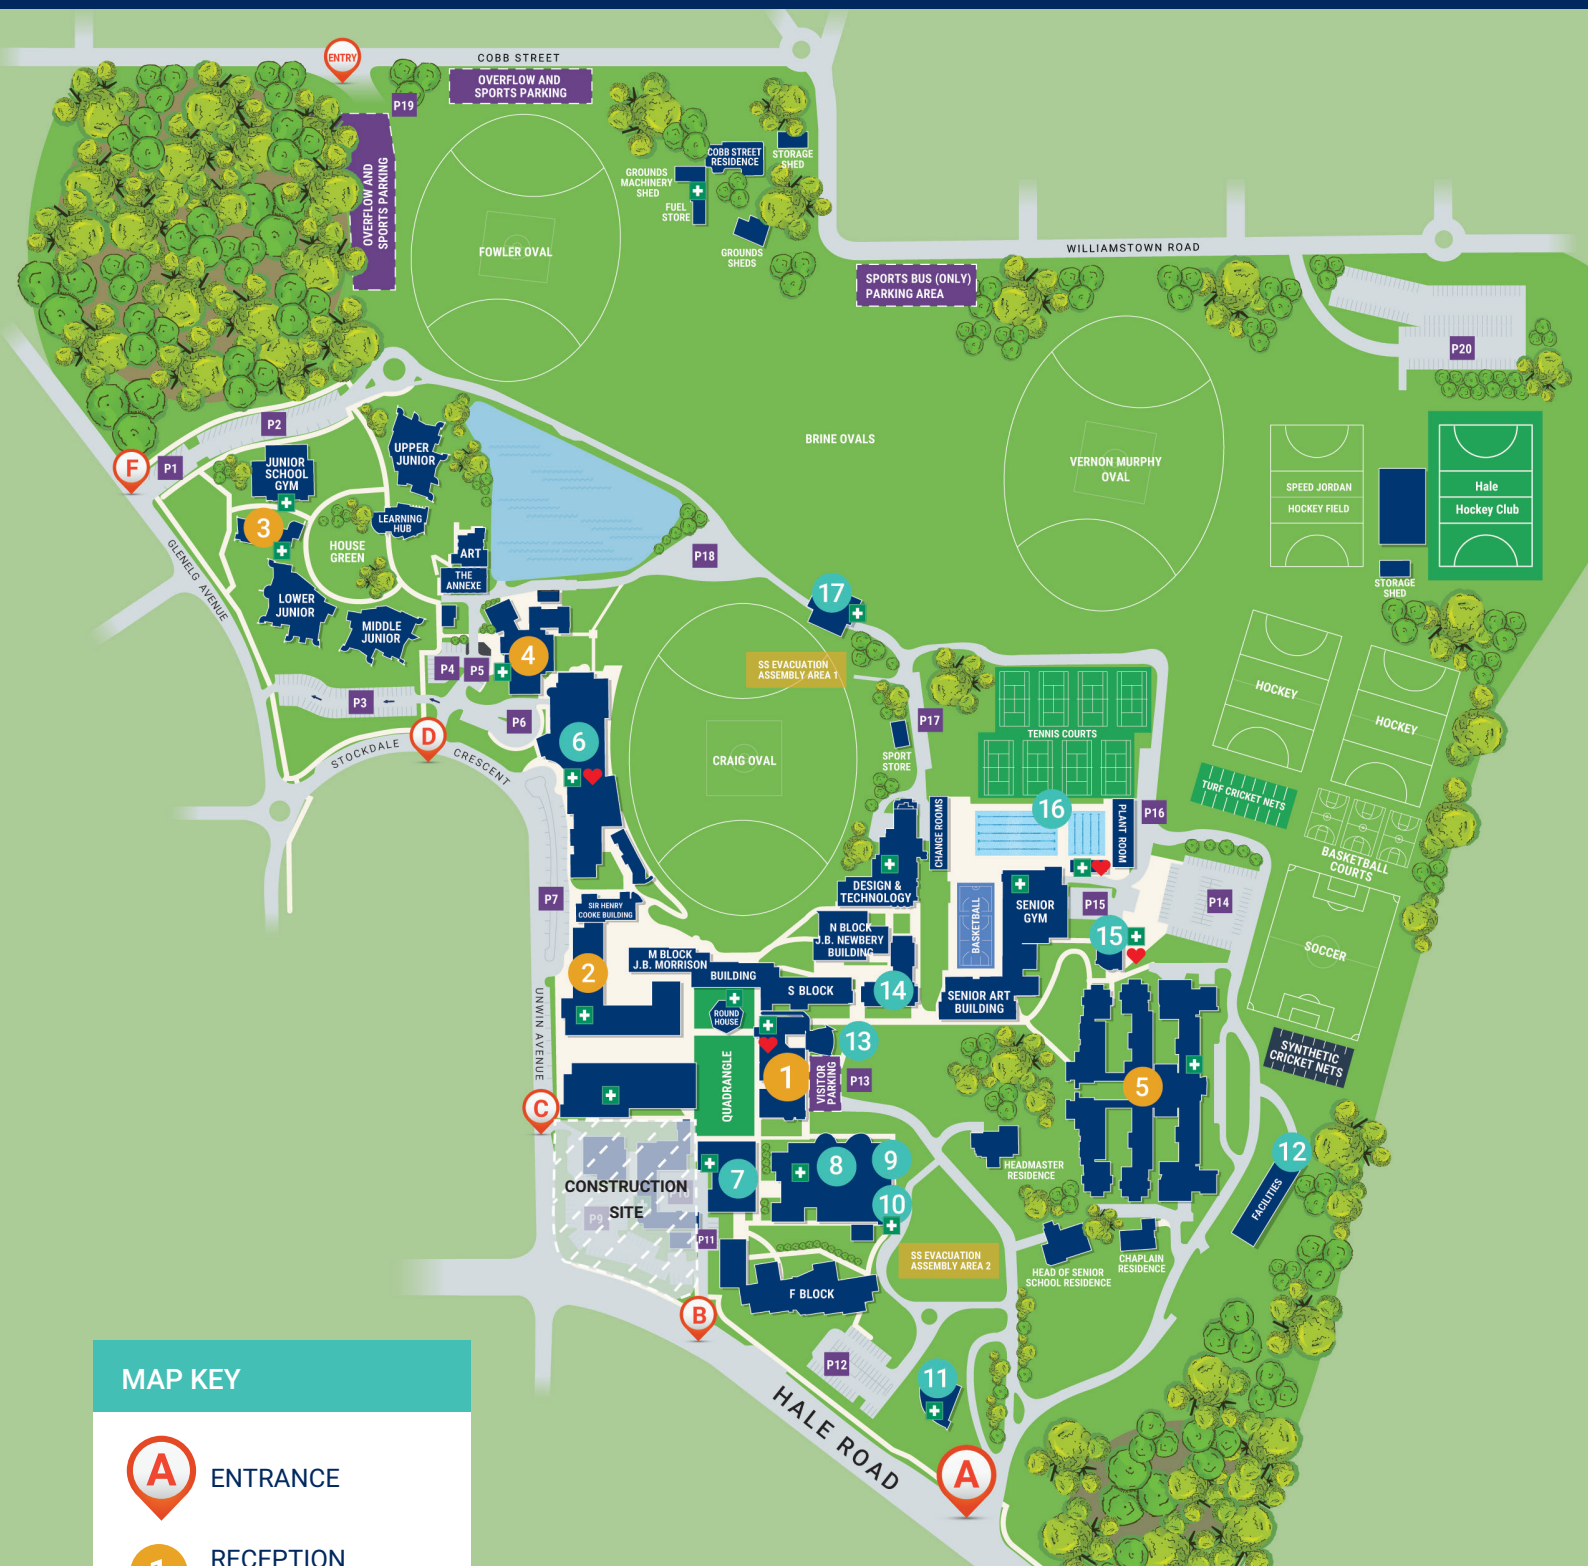 ENTRY
COBB STREET
OVERFLOW AND
SPORTS PARKING
P19
OVERFLOW AND
SPORTS PARKING
COBB STREET
RESIDENCE
STORAGE
SHED
GROUNDS
MACHINERY
SHED
FUEL
STORE
GROUNDS
SHEDS
FOWLER OVAL
WILLIAMSTOWN ROAD
SPORTS BUS (ONLY)
PARKING AREA
P20
BRINE OVALS
VERNON MURPHY
OVAL
SPEED JORDAN
HOCKEY FIELD
Hale
Hockey Club
STORAGE
SHED
P2
F
P1
JUNIOR
SCHOOL
GYM
UPPER
JUNIOR
3
LEARNING
HUB
HOUSE
GREEN
ART
THE
ANNEXE
LOWER
JUNIOR
MIDDLE
JUNIOR
GLENELG AVENUE
P18
17
4
P4
P5
P3
P6
D
STOCKDALE
CRESCENT
6
SS EVACUATION
ASSEMBLY AREA 1
CRAIG OVAL
SPORT
STORE
P17
TENNIS COURTS
HOCKEY
HOCKEY
TURF CRICKET NETS
BASKETBALL
COURTS
CHANGE ROOMS
16
PLANT ROOM
P16
DESIGN &
TECHNOLOGY
BASKETBALL
SENIOR
GYM
P15
P14
15
SOCCER
SYNTHETIC
CRICKET NETS
P7
SIR HENRY
COOKE BUILDING
2
M BLOCK
J.B. MORRISON
BUILDING
N BLOCK
J.B. NEWBERY
BUILDING
S BLOCK
14
SENIOR ART
BUILDING
ROUND
HOUSE
13
UNWIN AVENUE
QUADRANGLE
1
VISITOR
PARKING
P13
5
C
CONSTRUCTION
SITE
P9
P11
7
8
9
10
HEADMASTER
RESIDENCE
12
FACILITIES
SS EVACUATION
ASSEMBLY AREA 2
HEAD OF SENIOR
SCHOOL RESIDENCE
CHAPLAIN
RESIDENCE
F BLOCK
B
P12
11
HALE ROAD
A
MAP KEY
A
ENTRANCE
1
RECEPTION